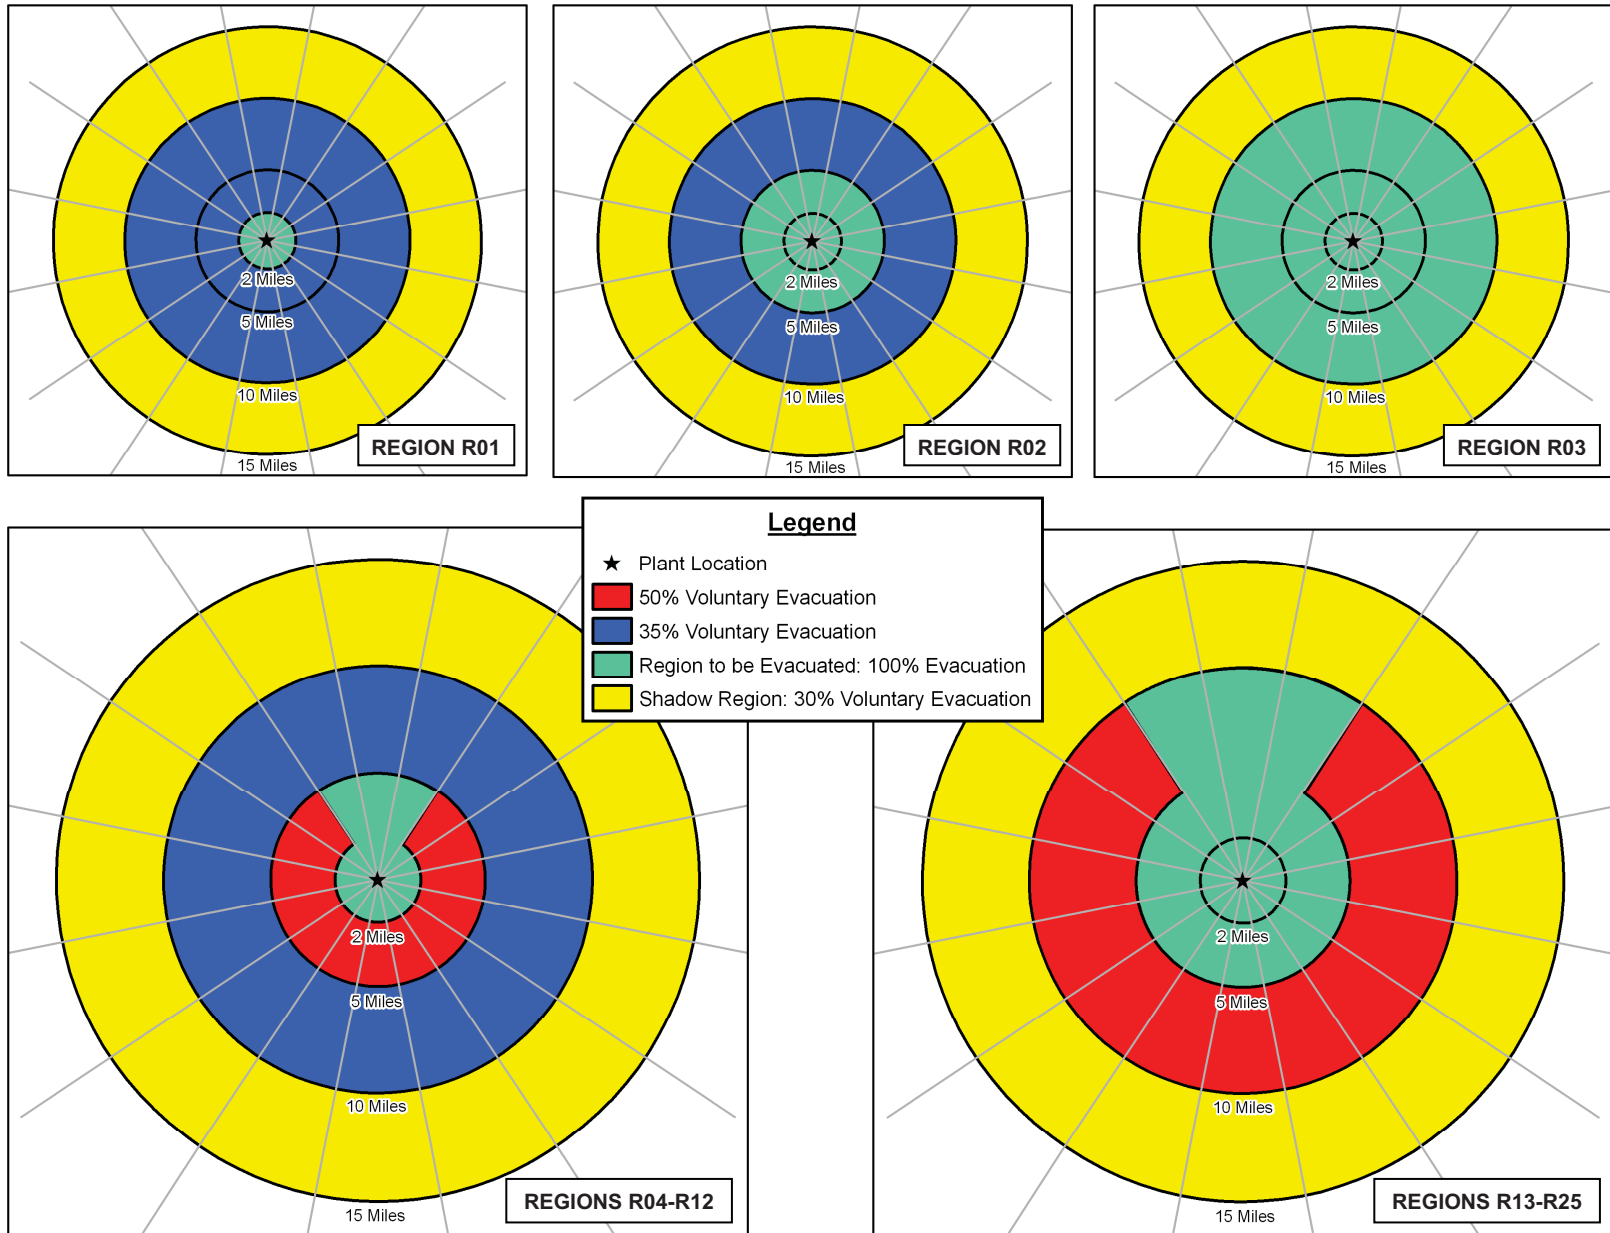 2 Miles
5 Miles
10 Miles
15 Miles
REGION R01
2 Miles
5 Miles
10 Miles
15 Miles
REGION R02
2 Miles
5 Miles
10 Miles
15 Miles
REGION R03
Legend
Plant Location
50% Voluntary Evacuation
35% Voluntary Evacuation
Region to be Evacuated: 100% Evacuation
Shadow Region: 30% Voluntary Evacuation
2 Miles
5 Miles
10 Miles
15 Miles
REGIONS R04-R12
2 Miles
5 Miles
10 Miles
15 Miles
REGIONS R13-R25